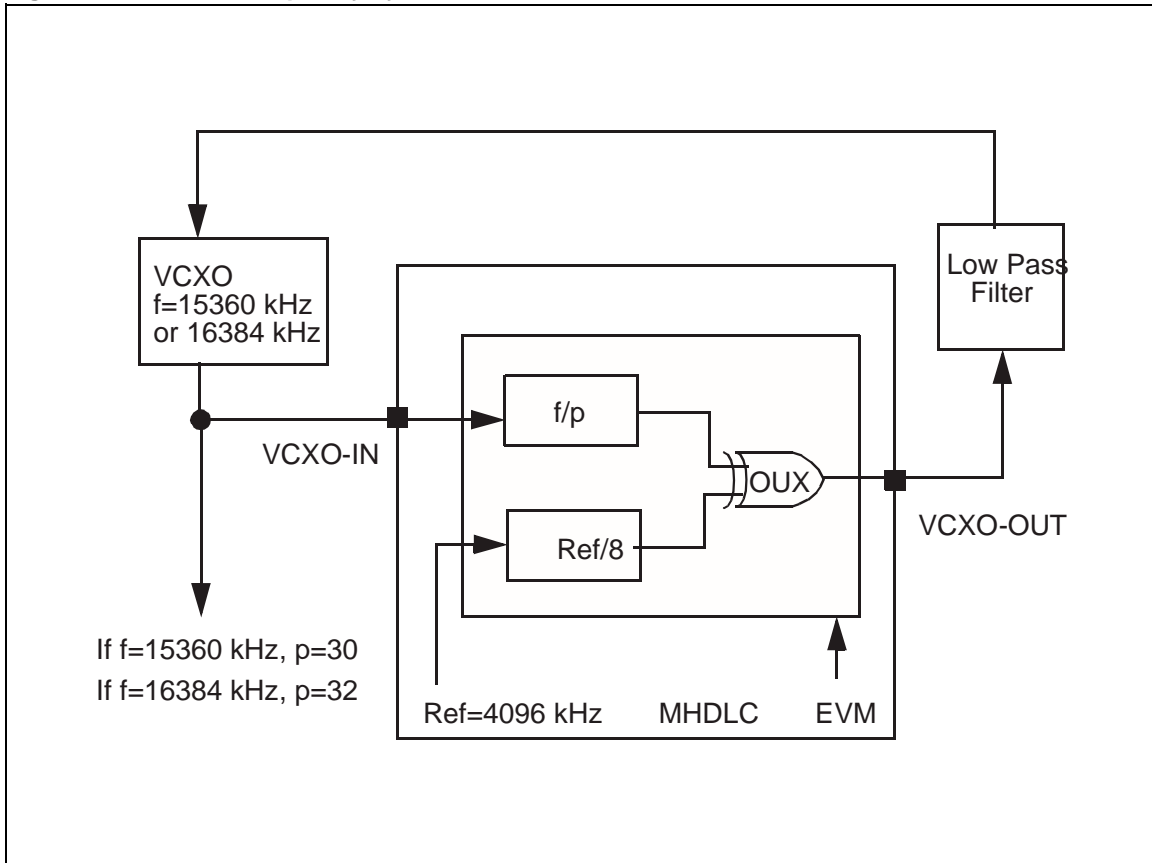 VCXO
f=15360 kHz
or 16384 kHz
Low Pass
Filter
f/p
VCXO-IN
OUX
VCXO-OUT
Ref/8
If f=15360 kHz, p=30
If f=16384 kHz, p=32
Ref=4096 kHz
MHDLC
EVM